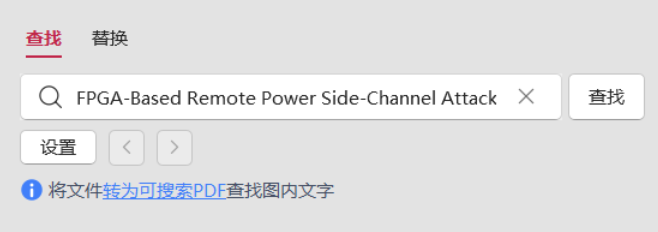 查找 替换
FPGA-Based Remote Power Side-Channel Attack 查找
设置
将文件转为可搜索PDF查找图内文字